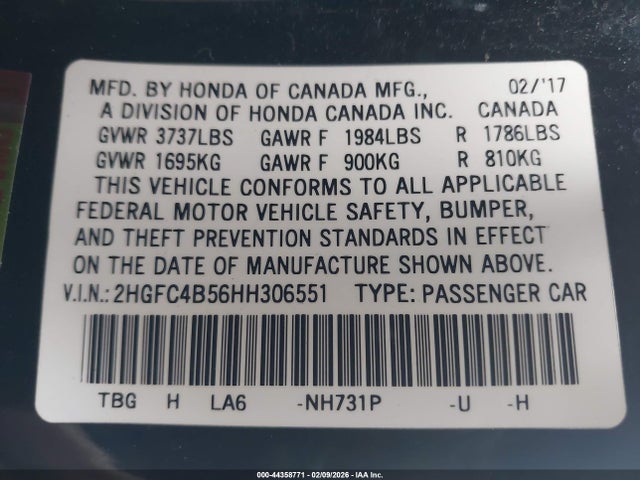 MFD. BY HONDA OF CANADA MFG., 02/'17
A DIVISION OF HONDA CANADA INC. CANADA
GVWR 3737LBS GAWR F 1984LBS R 1786LBS
GVWR 1695KG GAWR F 900KG R 810KG
THIS VEHICLE CONFORMS TO ALL APPLICABLE
FEDERAL MOTOR VEHICLE SAFETY, BUMPER,
AND THEFT PREVENTION STANDARDS IN EFFECT
ON THE DATE OF MANUFACTURE SHOWN ABOVE.
V.I.N.: 2HGFC4B56HH306551 TYPE: PASSENGER CAR
TBG H LA6 -NH731P -U -H
000-44358771 - 02/09/2026 - IAA Inc.